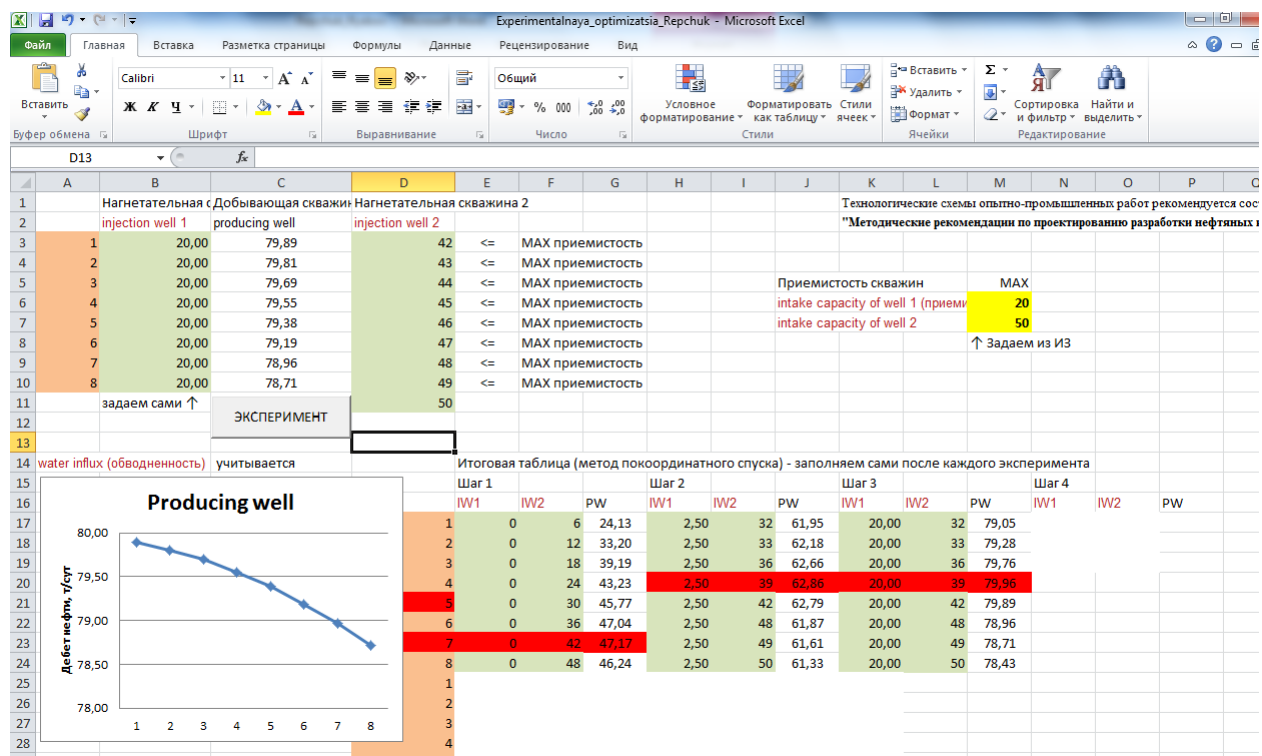 Experimentalnaya_optimizatsia_Repchuk - Microsoft Excel
Файл Главная Вставка Разметка страницы Формулы Данные Рецензирование Вид
Вставить Calibri 11 Общий Условное форматирование Форматировать как таблицу Стили ячеек Вставить Удалить Формат Сортировка и фильтр Найти и выделить
Ж К Ч % 000
Буфер обмена Шрифт Выравнивание Число Стили Ячейки Редактирование
D13 fx
A B C D E F G H I J K L M N O P
1 Нагнетательная Добывающая скважин Нагнетательная скважина 2 Технологические схемы опытно-промышленных работ рекомендуется сос
2 injection well 1 producing well injection well 2 "Методические рекомендации по проектированию разработки нефтяных
3 1 20,00 79,89 42 <= MAX приемистость
4 2 20,00 79,81 43 <= MAX приемистость
5 3 20,00 79,69 44 <= MAX приемистость Приемистость скважин MAX
6 4 20,00 79,55 45 <= MAX приемистость intake capacity of well 1 (приеми 20
7 5 20,00 79,38 46 <= MAX приемистость intake capacity of well 2 50
8 6 20,00 79,19 47 <= MAX приемистость ↑ Задаем из ИЗ
9 7 20,00 78,96 48 <= MAX приемистость
10 8 20,00 78,71 49 <= MAX приемистость
11 задаем сами ↑ ЭКСПЕРИМЕНТ 50
12
13
14 water influx (обводненность) учитывается Итоговая таблица (метод покоординатного спуска) - заполняем сами после каждого эксперимента
15 Шаг 1 Шаг 2 Шаг 3 Шаг 4
16 IW1 IW2 PW IW1 IW2 PW IW1 IW2 PW IW1 IW2 PW
17 1 0 6 24,13 2,50 32 61,95 20,00 32 79,05
18 2 0 12 33,20 2,50 33 62,18 20,00 33 79,28
19 3 0 18 39,19 2,50 36 62,66 20,00 36 79,76
20 4 0 24 43,23 2,50 39 62,86 20,00 39 79,96
21 5 0 30 45,77 2,50 42 62,79 20,00 42 79,89
22 6 0 36 47,04 2,50 48 61,87 20,00 48 78,96
23 7 0 42 47,17 2,50 49 61,61 20,00 49 78,71
24 8 0 48 46,24 2,50 50 61,33 20,00 50 78,43
25 1
26 2
27 3
28 4
Producing well
Дебет нефти, т/сут
80,00
79,50
79,00
78,50
78,00
1 2 3 4 5 6 7 8